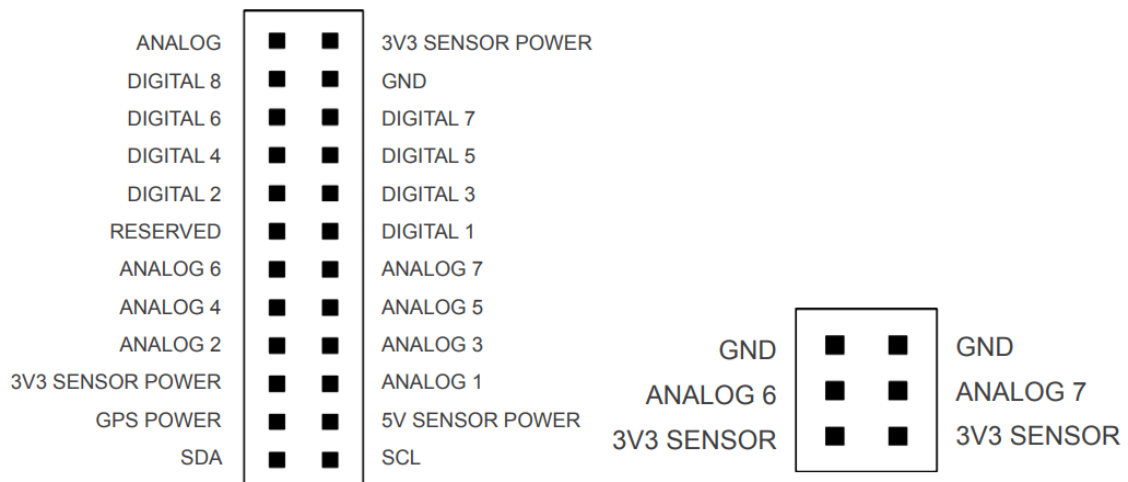 ANALOG 3V3 SENSOR POWER
DIGITAL 8 GND
DIGITAL 6 DIGITAL 7
DIGITAL 4 DIGITAL 5
DIGITAL 2 DIGITAL 3
RESERVED DIGITAL 1
ANALOG 6 ANALOG 7
ANALOG 4 ANALOG 5
ANALOG 2 ANALOG 3
3V3 SENSOR POWER ANALOG 1
GPS POWER 5V SENSOR POWER
SDA SCL
GND GND
ANALOG 6 ANALOG 7
3V3 SENSOR 3V3 SENSOR